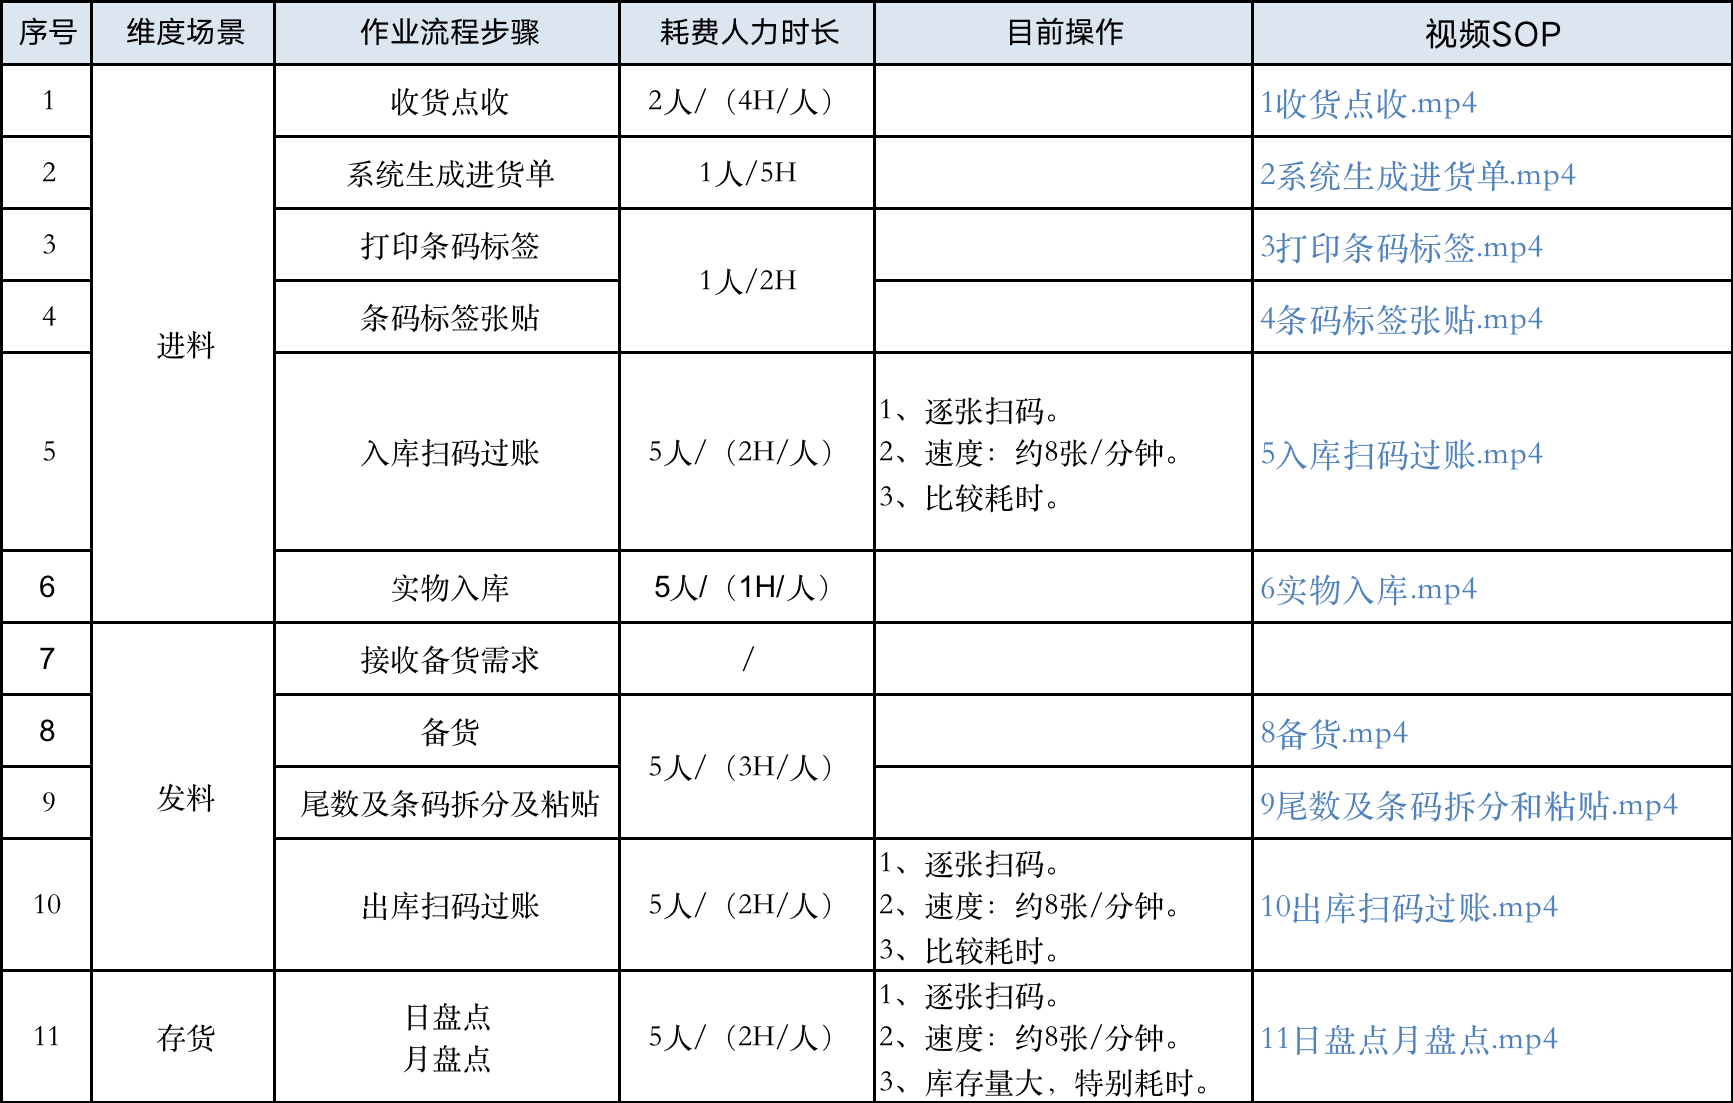 序号 维度场景 作业流程步骤 耗费人力时长 目前操作 视频SOP
1 收货点收 2人/（4H/人） 1收货点收.mp4
2 系统生成进货单 1人/5H 2系统生成进货单.mp4
3 打印条码标签 3打印条码标签.mp4
1人/2H
4 条码标签张贴 4条码标签张贴.mp4
进料
1、逐张扫码。
5 入库扫码过账 5人/（2H/人） 2、速度：约8张/分钟。 5入库扫码过账.mp4
3、比较耗时。
6 实物入库 5人/（1H/人） 6实物入库.mp4
7 接收备货需求 /
8 备货 8备货.mp4
5人/（3H/人）
发料
9 尾数及条码拆分及粘贴 9尾数及条码拆分和粘贴.mp4
1、逐张扫码。
10 出库扫码过账 5人/（2H/人） 2、速度：约8张/分钟。 10出库扫码过账.mp4
3、比较耗时。
1、逐张扫码。
日盘点
11 存货 5人/（2H/人） 2、速度：约8张/分钟。 11日盘点月盘点.mp4
月盘点
3、库存量大，特别耗时。